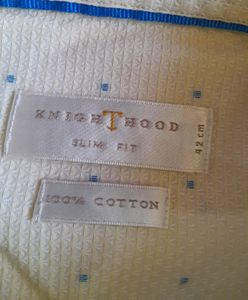 KNIGHTHOOD
SLIM FIT
42 cm
100% COTTON